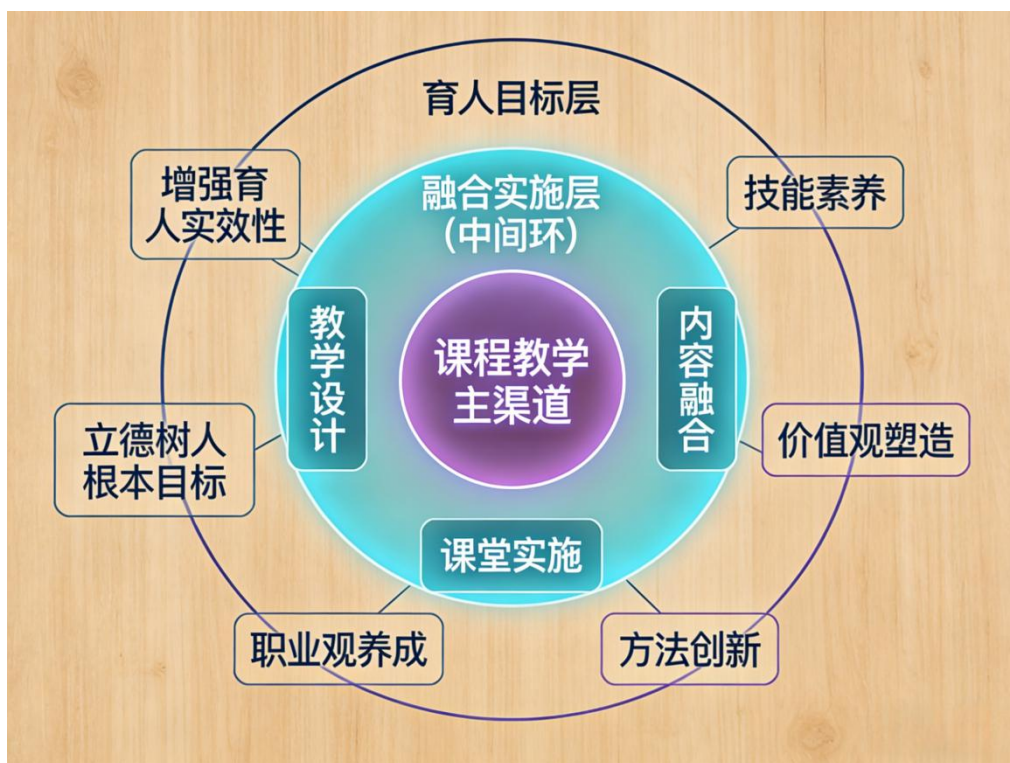 育人目标层
增强育
人实效性
融合实施层
(中间环)
技能素养
教学设计
课程教学
主渠道
内容融合
立德树人
根本目标
价值观塑造
课堂实施
职业观养成
方法创新